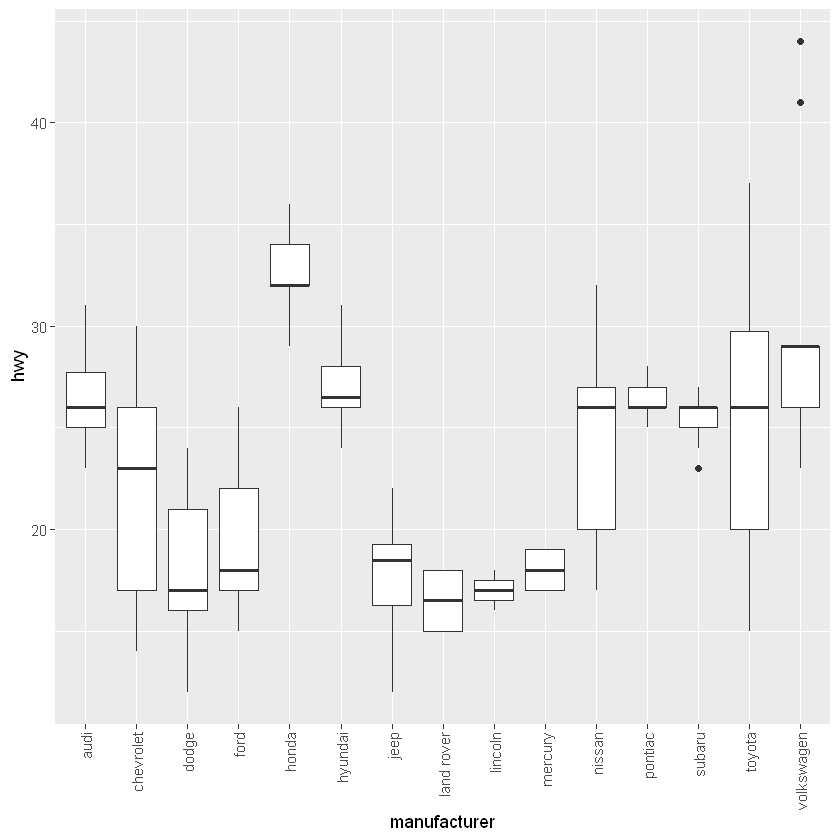 40
30
20
hwy
audi
chevrolet
dodge
ford
honda
hyundai
jeep
land rover
lincoln
mercury
nissan
pontiac
subaru
toyota
volkswagen
manufacturer